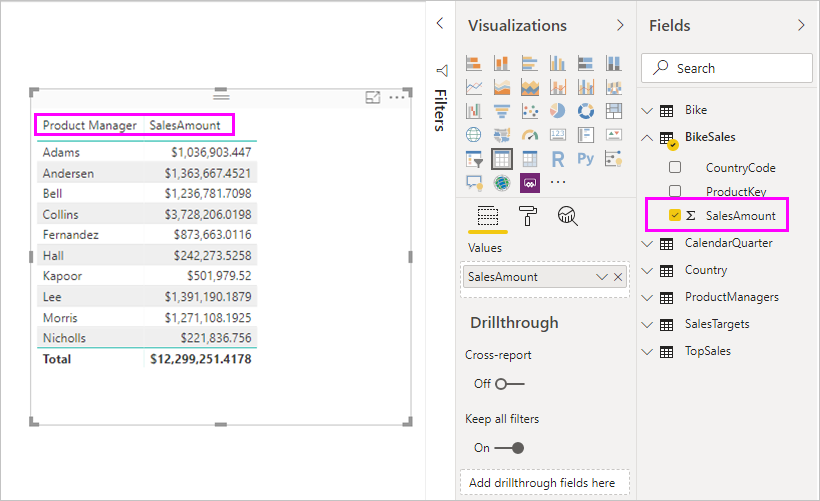 Product Manager SalesAmount
Adams $1,036,903.447
Andersen $1,363,667.4521
Bell $1,236,781.7098
Collins $3,728,206.0198
Fernandez $873,663.0116
Hall $242,273.5258
Kapoor $501,979.52
Lee $1,391,190.1879
Morris $1,271,108.1925
Nicholls $221,836.756
Total $12,299,251.4178
Filters
Visualizations
123
R Py
Values
SalesAmount
Drillthrough
Cross-report
Off
Keep all filters
On
Add drillthrough fields here
Fields
Search
Bike
BikeSales
CountryCode
ProductKey
Σ SalesAmount
CalendarQuarter
Country
ProductManagers
SalesTargets
TopSales